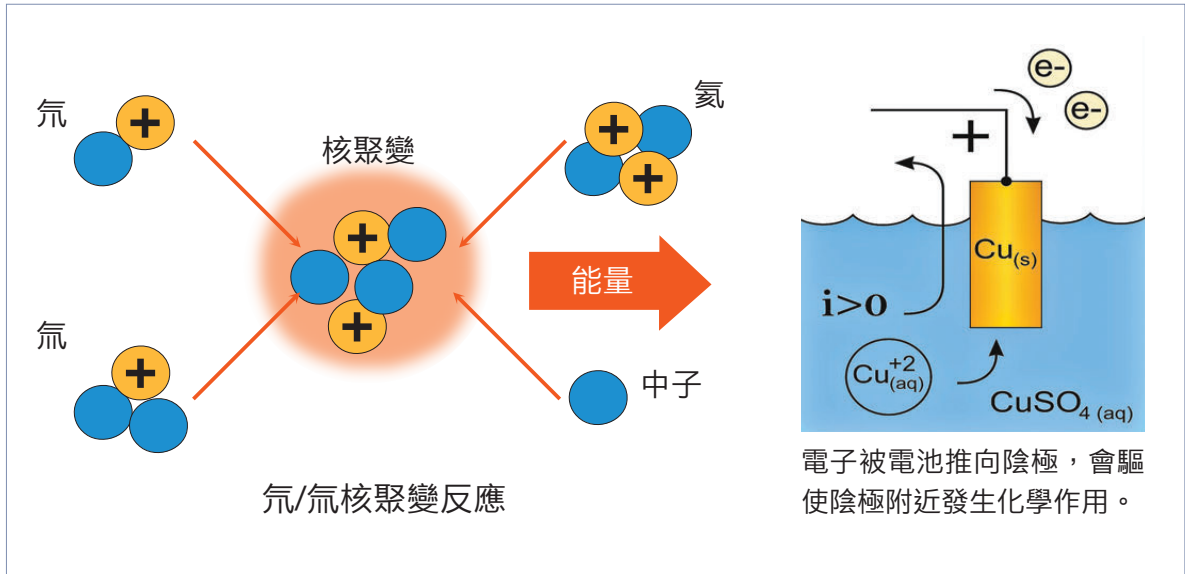 氘
+
氚
+
核聚變
+
+
氦
+
+
能量
中子
氘/氚核聚變反應
e-
e-
+
Cu(s)
i>0
Cu+2(aq)
CuSO4 (aq)
電子被電池推向陰極，會驅
使陰極附近發生化學作用。